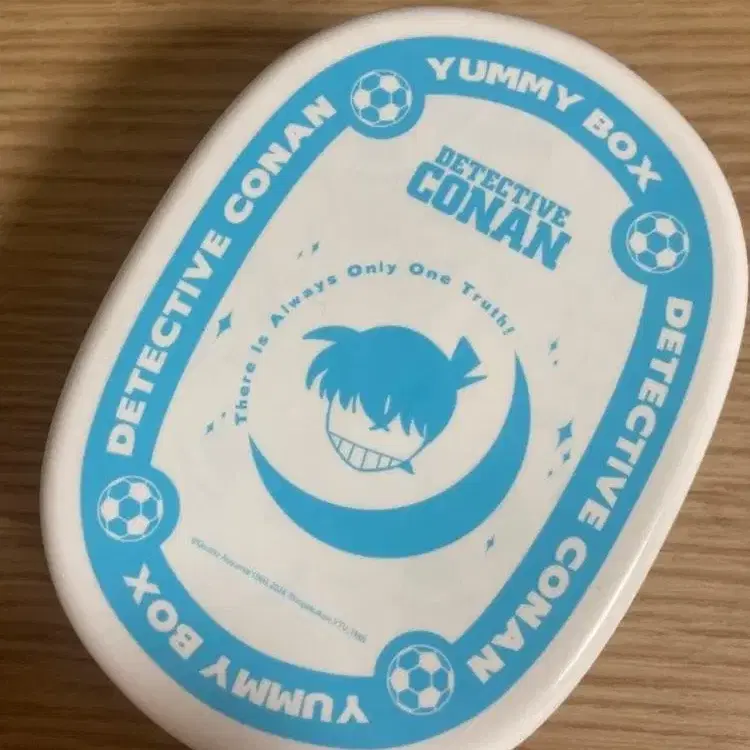 YUMMY BOX
DETECTIVE CONAN
DETECTIVE
CONAN
There Is Always Only One Truth!
DETECTIVE CONAN
YUMMY BOX